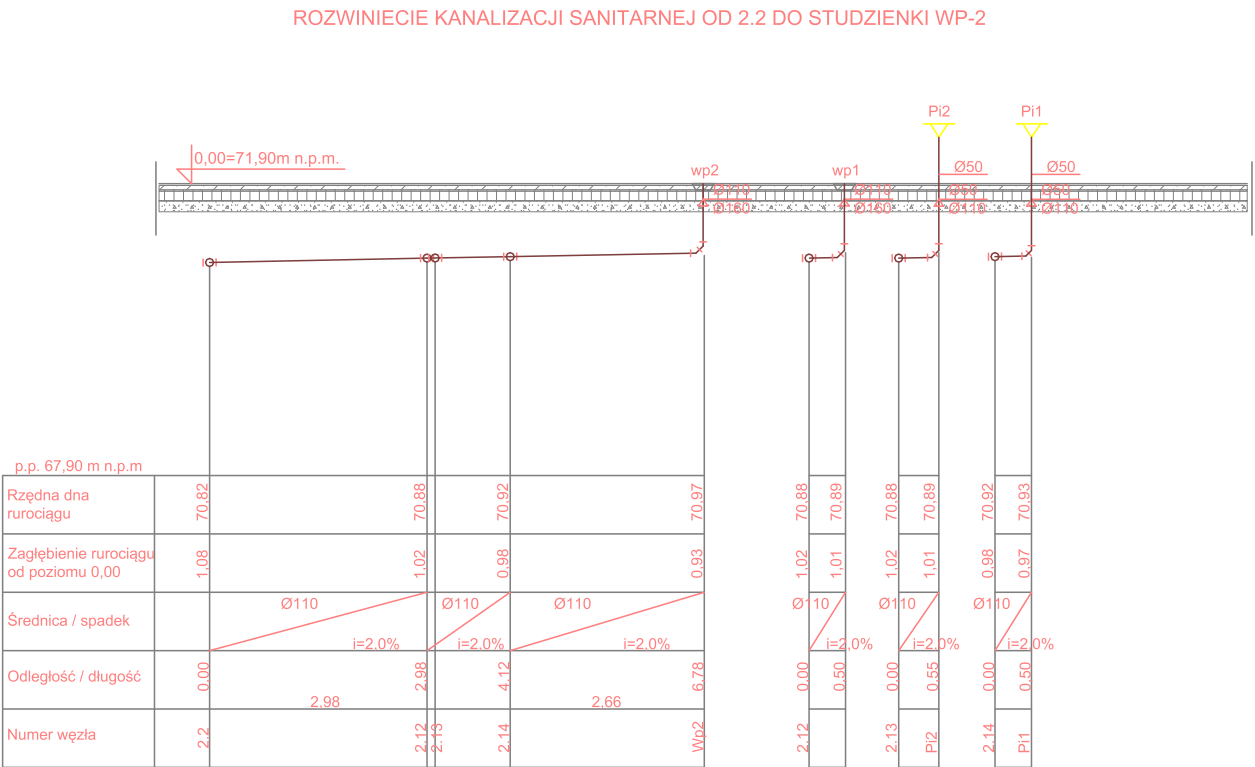 ROZWINIECIE KANALIZACJI SANITARNEJ OD 2.2 DO STUDZIENKI WP-2
Pi2 Pi1
0,00=71,90m n.p.m. wp2 wp1 Ø50 Ø50
Ø110 Ø110 Ø50 Ø50
Ø160 Ø160 Ø110 Ø110
p.p. 67,90 m n.p.m
Rzędna dna
rurociągu
70,82 70,88 70,92 70,97 70,88 70,89 70,88 70,89 70,92 70,93
Zagłębienie rurociągu
od poziomu 0,00
1,08 1,02 0,98 0,93 1,02 1,01 1,02 1,01 0,98 0,97
Średnica / spadek
Ø110 Ø110 Ø110 Ø110 Ø110 Ø110
i=2.0% i=2.0% i=2.0% i=2,0% i=2.0% i=2.0%
Odległość / długość
0.00 2.98 4.12 6.78 0.00 0.50 0.00 0.55 0.00 0.50
2.98 2.66
Numer węzła
2.2 2.12 2.13 2.14 Wp2 2.12 2.13 Pi2 2.14 Pi1